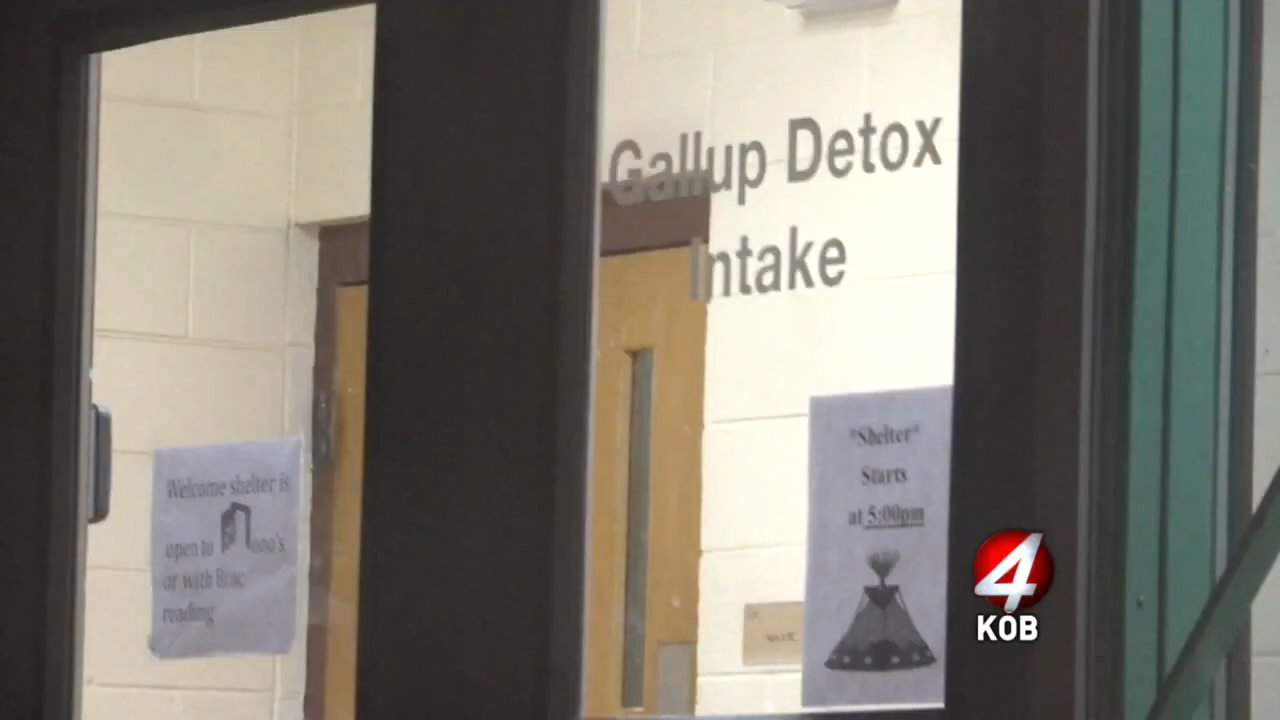 Gallup Detox
Intake
Welcome shelter is
open to
or with Brac
reading
*Shelter*
Starts
at 5:00pm
4
KOB